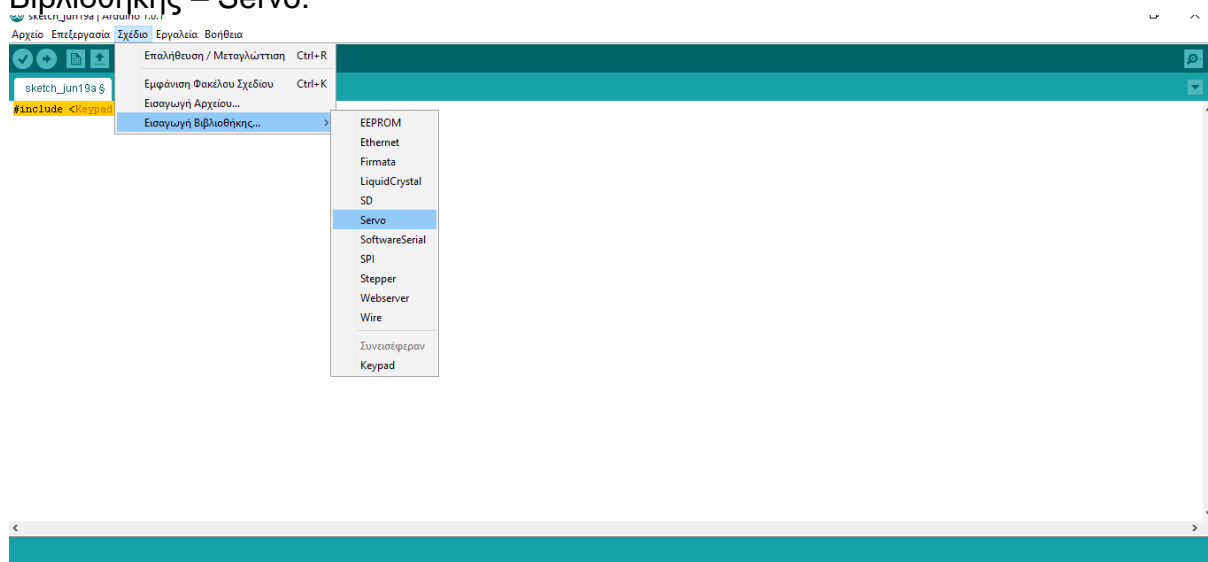 Βιβλιοθήκης – Servo.
sketch_jun19a | Arduino 1.0.1
Αρχείο Επεξεργασία Σχέδιο Εργαλεία Βοήθεια
Επαλήθευση / Μεταγλώττιση Ctrl+R
sketch_jun19a §
Εμφάνιση Φακέλου Σχεδίου Ctrl+K
Εισαγωγή Αρχείου...
#include <Keypad
Εισαγωγή Βιβλιοθήκης...
EEPROM
Ethernet
Firmata
LiquidCrystal
SD
Servo
SoftwareSerial
SPI
Stepper
Webserver
Wire
Συνεισέφεραν
Keypad